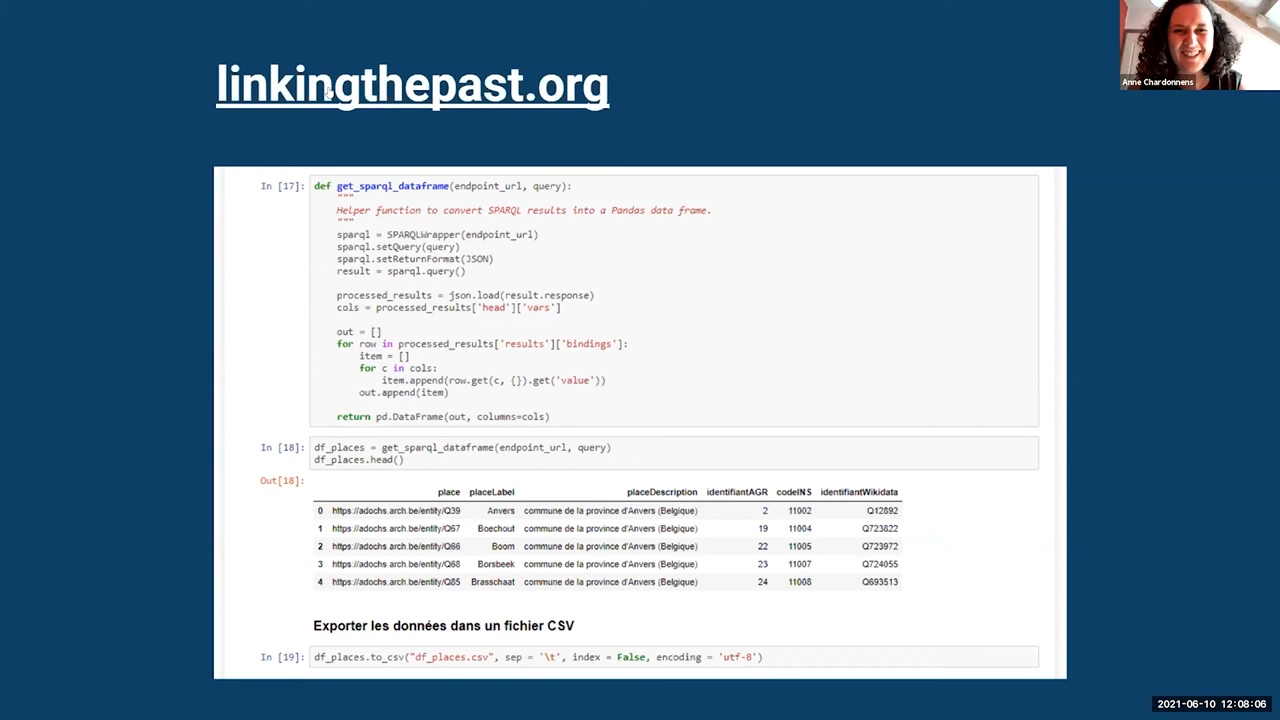 linkingthepast.org
Anne Chardonnens
In [17]: def get_sparql_dataframe(endpoint_url, query):
"""
Helper function to convert SPARQL results into a Pandas data frame.
"""
sparql = SPARQLWrapper(endpoint_url)
sparql.setQuery(query)
sparql.setReturnFormat(JSON)
result = sparql.query()
processed_results = json.load(result.response)
cols = processed_results['head']['vars']
out = []
for row in processed_results['results']['bindings']:
item = []
for c in cols:
item.append(row.get(c, {}).get('value'))
out.append(item)
return pd.DataFrame(out, columns=cols)
In [18]: df_places = get_sparql_dataframe(endpoint_url, query)
df_places.head()
Out[18]:
place placeLabel placeDescription identifiantAGR codeINS identifiantWikidata
0 https://adochs.arch.be/entity/Q39 Anvers commune de la province d'Anvers (Belgique) 2 11002 Q12892
1 https://adochs.arch.be/entity/Q67 Boechout commune de la province d'Anvers (Belgique) 19 11004 Q723822
2 https://adochs.arch.be/entity/Q66 Boom commune de la province d'Anvers (Belgique) 22 11005 Q723972
3 https://adochs.arch.be/entity/Q68 Borsbeek commune de la province d'Anvers (Belgique) 23 11007 Q724055
4 https://adochs.arch.be/entity/Q85 Brasschaat commune de la province d'Anvers (Belgique) 24 11008 Q693513
Exporter les données dans un fichier CSV
In [19]: df_places.to_csv("df_places.csv", sep = '\t', index = False, encoding = 'utf-8')
2021-06-10 12:08:06